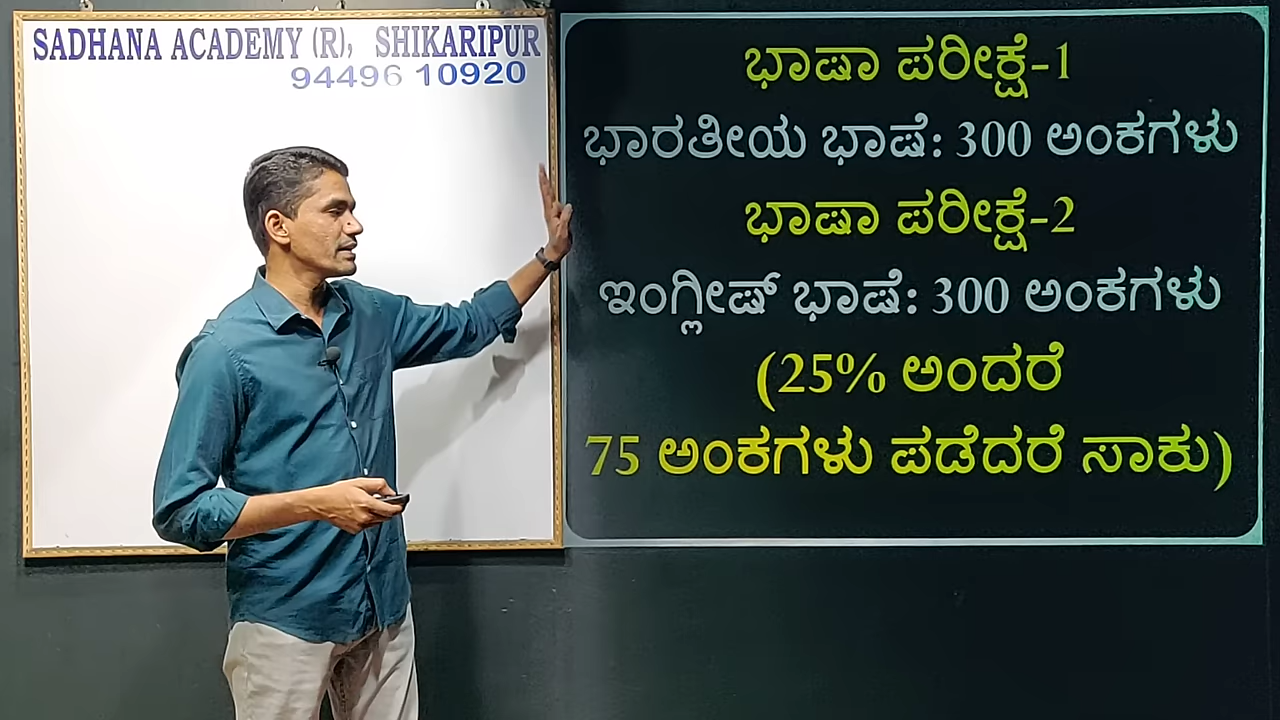 SADHANA ACADEMY (R), SHIKARIPUR
94496 10920
ಭಾಷಾ ಪರೀಕ್ಷೆ-1
ಭಾರತೀಯ ಭಾಷೆ: 300 ಅಂಕಗಳು
ಭಾಷಾ ಪರೀಕ್ಷೆ-2
ಇಂಗ್ಲೀಷ್ ಭಾಷೆ: 300 ಅಂಕಗಳು
(25% ಅಂದರೆ
75 ಅಂಕಗಳು ಪಡೆದರೆ ಸಾಕು)